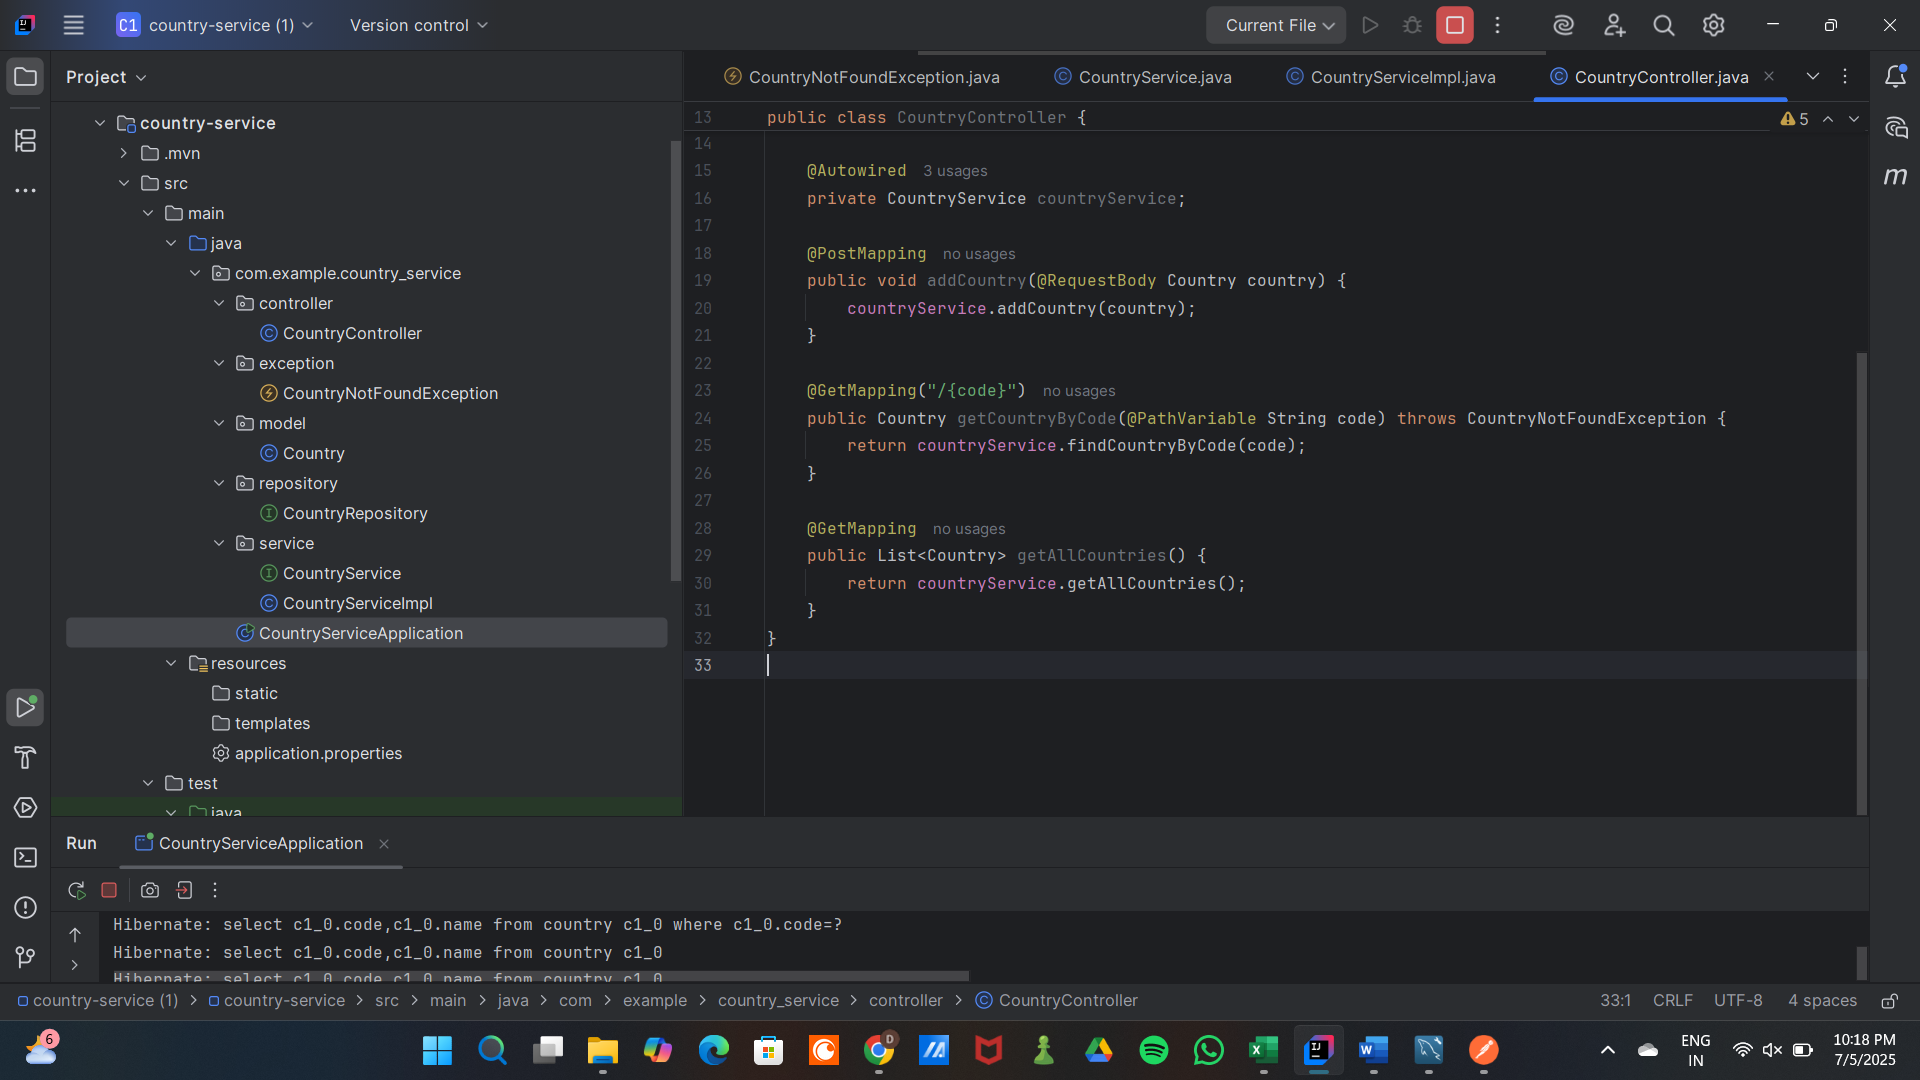 C1 country-service (1) Version control Current File
Project
CountryNotFoundException.java CountryService.java CountryServiceImpl.java CountryController.java
country-service
.mvn
src
main
java
com.example.country_service
controller
CountryController
exception
CountryNotFoundException
model
Country
repository
CountryRepository
service
CountryService
CountryServiceImpl
CountryServiceApplication
resources
static
templates
application.properties
test
java
13 public class CountryController {
5
14
15 @Autowired 3 usages
16 private CountryService countryService;
17
18 @PostMapping no usages
19 public void addCountry(@RequestBody Country country) {
20 countryService.addCountry(country);
21 }
22
23 @GetMapping("/{code}") no usages
24 public Country getCountryByCode(@PathVariable String code) throws CountryNotFoundException {
25 return countryService.findCountryByCode(code);
26 }
27
28 @GetMapping no usages
29 public List<Country> getAllCountries() {
30 return countryService.getAllCountries();
31 }
32 }
33
Run CountryServiceApplication
Hibernate: select c1_0.code,c1_0.name from country c1_0 where c1_0.code=?
Hibernate: select c1_0.code,c1_0.name from country c1_0
Hibernate: select c1_0.code,c1_0.name from country c1_0
country-service (1) > country-service > src > main > java > com > example > country_service > controller > CountryController 33:1 CRLF UTF-8 4 spaces
6
D
ENG
IN
10:18 PM
7/5/2025